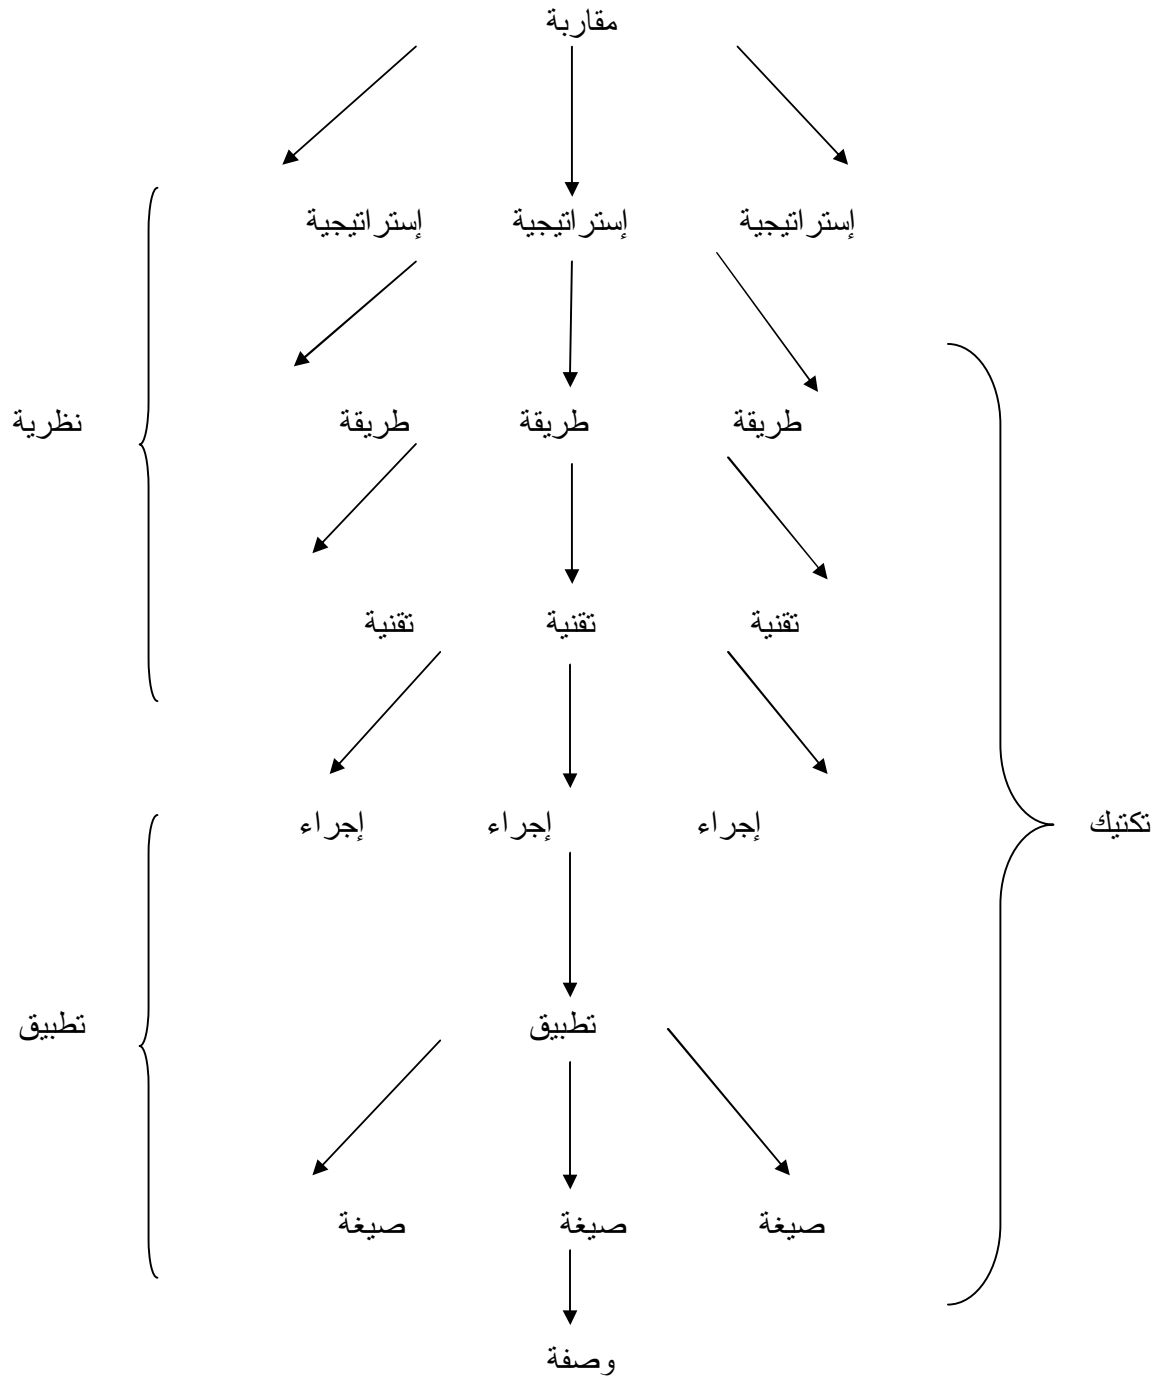 مقاربة
إستراتيجية إستراتيجية إستراتيجية
طريقة طريقة طريقة نظرية
تقنية تقنية تقنية
تكتيك إجراء إجراء إجراء
تطبيق تطبيق
صيغة صيغة صيغة
وصفة